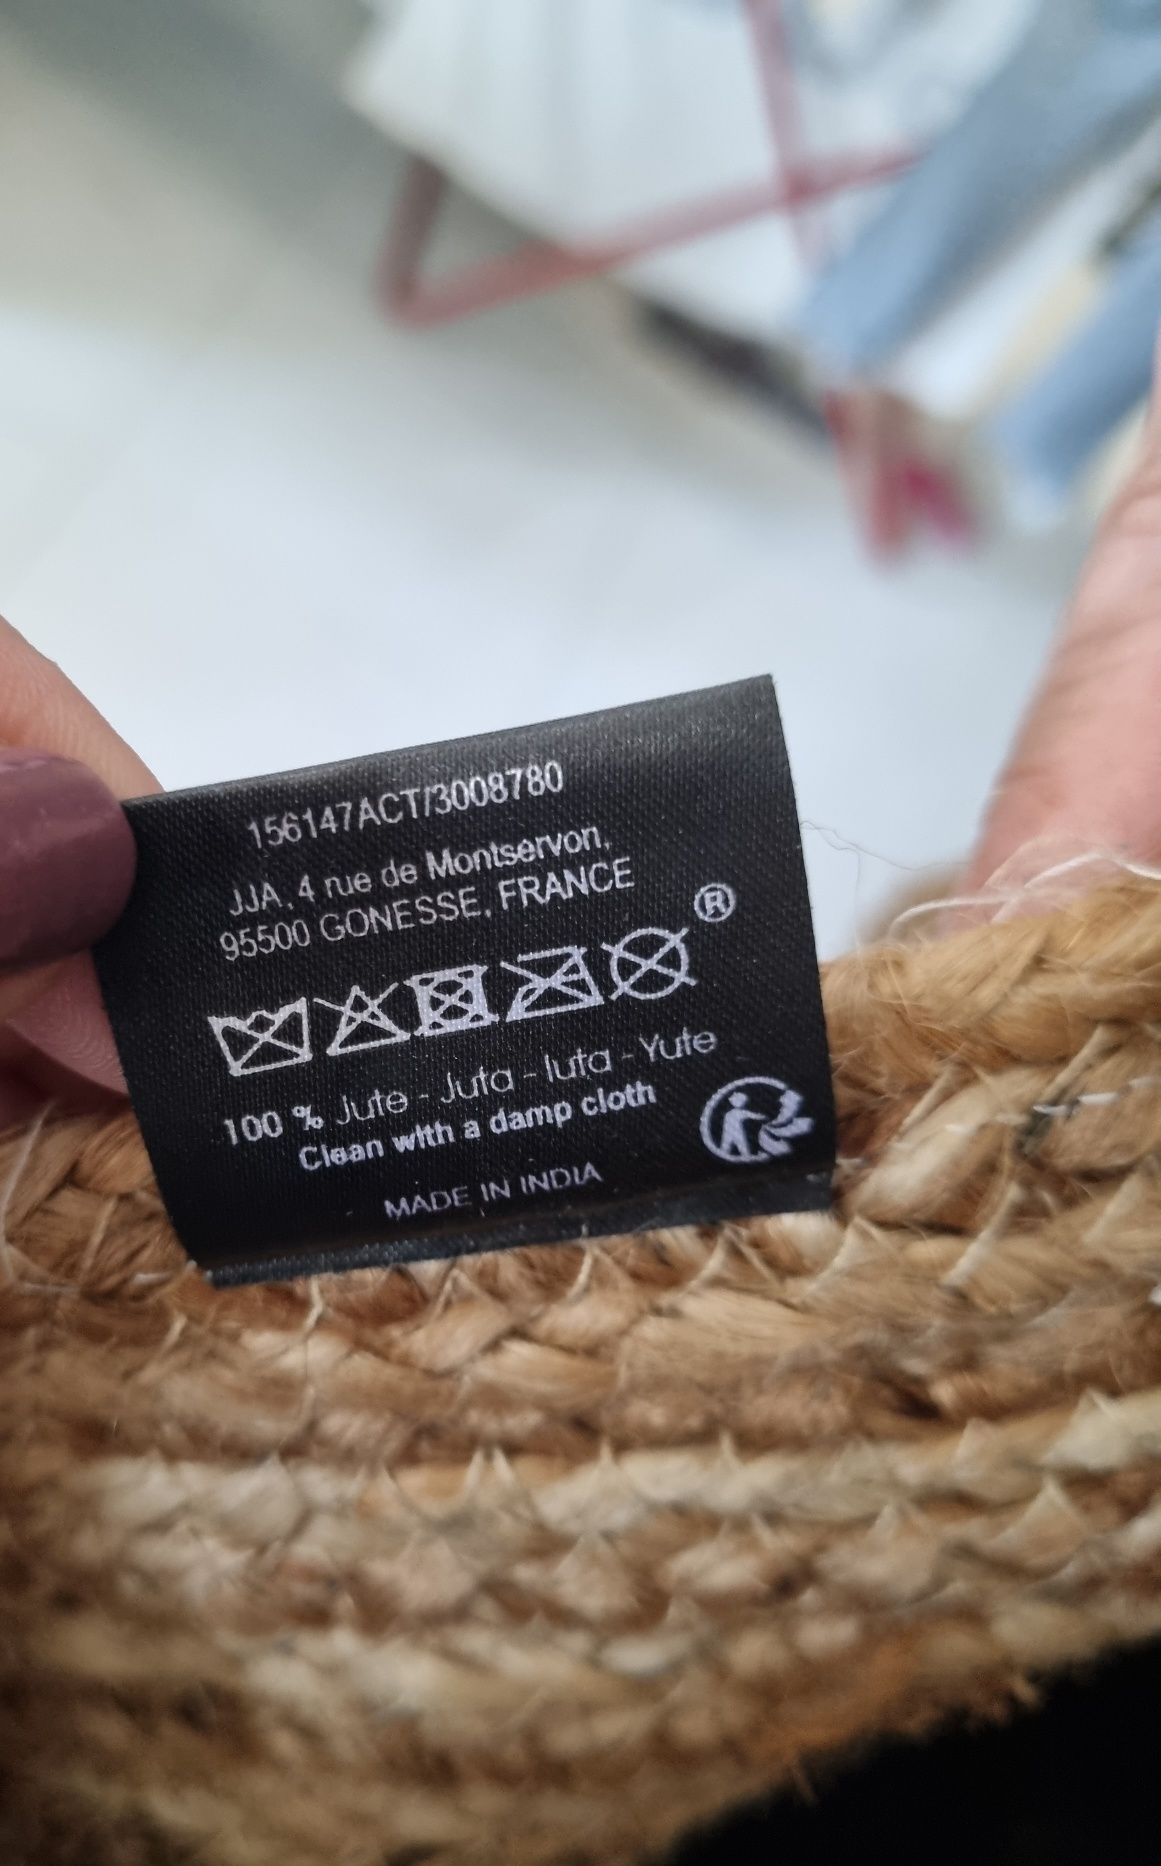 156147ACT/3008780
JJA, 4 rue de Montservon,
95500 GONESSE, FRANCE
®
100 % Jute - Juta - Iuta - Yute
Clean with a damp cloth
MADE IN INDIA